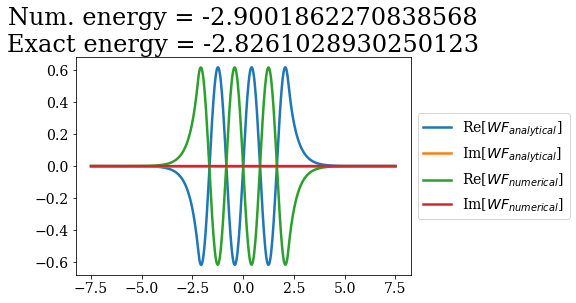 Num. energy = -2.9001862270838568
Exact energy = -2.8261028930250123
0.6
0.4
0.2
0.0
−0.2
−0.4
−0.6
−7.5 −5.0 −2.5 0.0 2.5 5.0 7.5
Re[WF_analytical]
Im[WF_analytical]
Re[WF_numerical]
Im[WF_numerical]